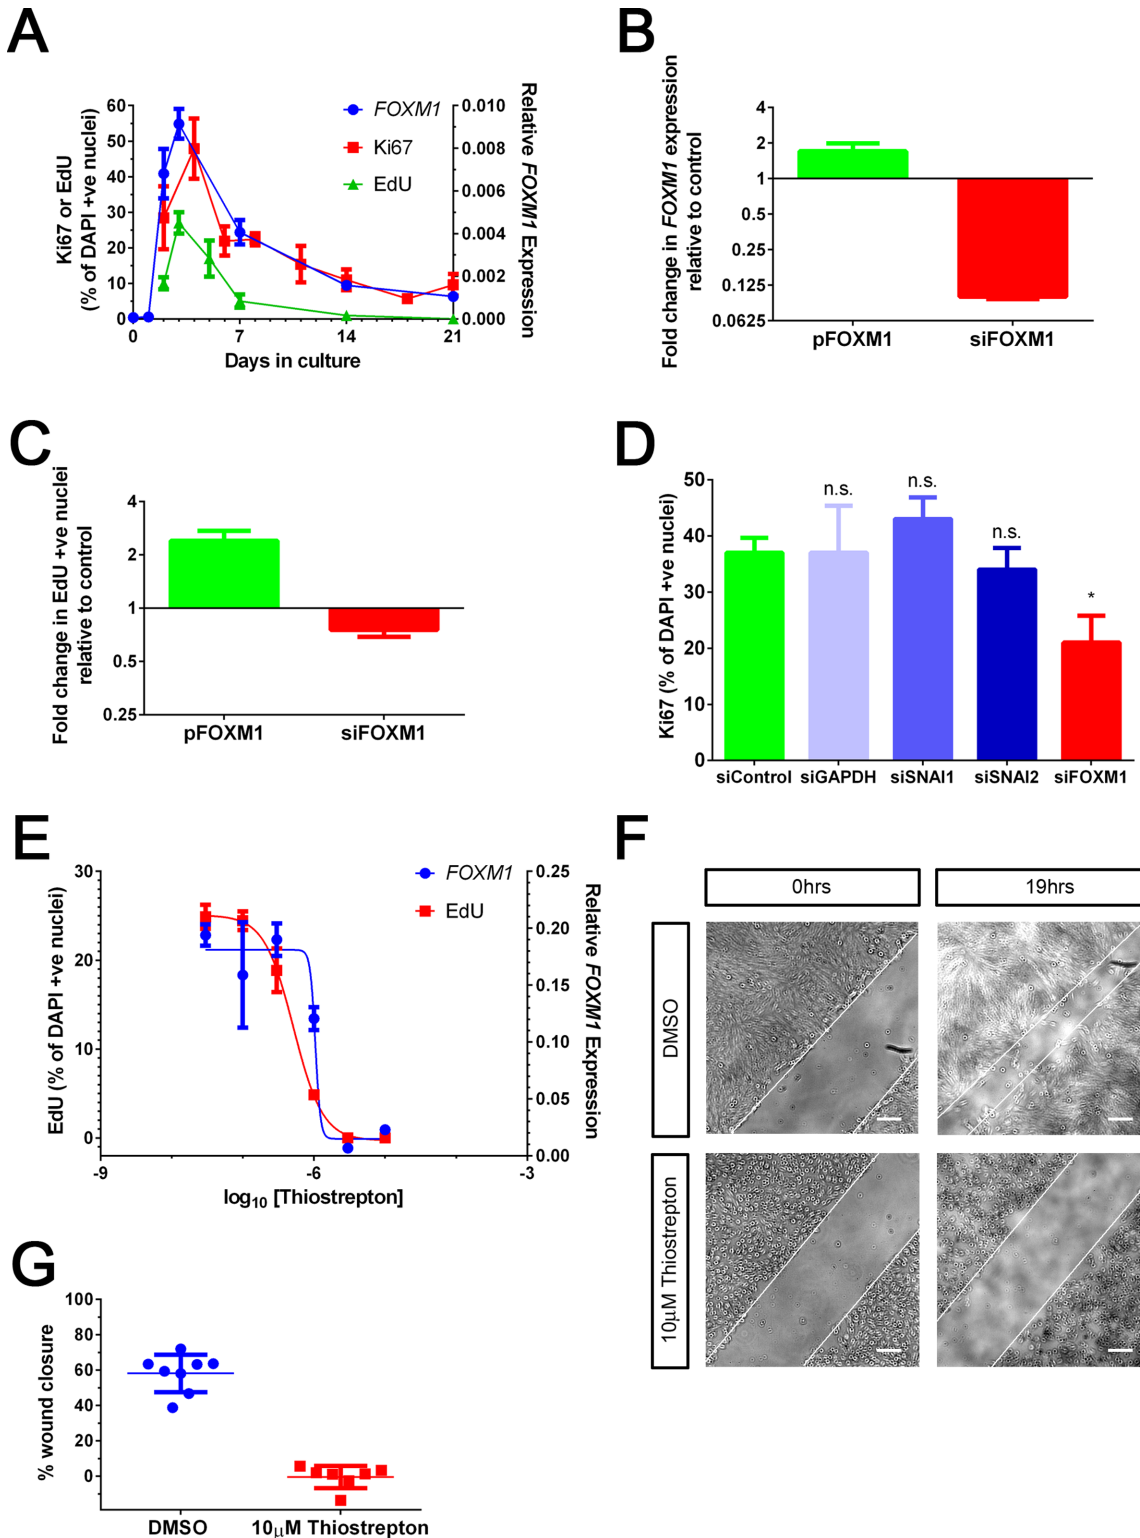 A
Ki67 or EdU
(% of DAPI +ve nuclei)
60
50
40
30
20
10
0
0.010
0.008
0.006
0.004
0.002
0.000
Relative FOXM1 Expression
FOXM1
Ki67
EdU
0
7
14
21
Days in culture
B
Fold change in FOXM1 expression
relative to control
4
2
1
0.5
0.25
0.125
0.0625
pFOXM1
siFOXM1
C
Fold change in EdU +ve nuclei
relative to control
4
2
1
0.5
0.25
pFOXM1
siFOXM1
D
Ki67 (% of DAPI +ve nuclei)
50
40
30
20
10
0
n.s.
n.s.
n.s.
*
siControl
siGAPDH
siSNAI1
siSNAI2
siFOXM1
E
EdU (% of DAPI +ve nuclei)
30
20
10
0
0.25
0.20
0.15
0.10
0.05
0.00
Relative FOXM1 Expression
FOXM1
EdU
-9
-6
-3
log10 [Thiostrepton]
F
0hrs
19hrs
DMSO
10µM Thiostrepton
G
% wound closure
100
80
60
40
20
0
DMSO
10µM Thiostrepton